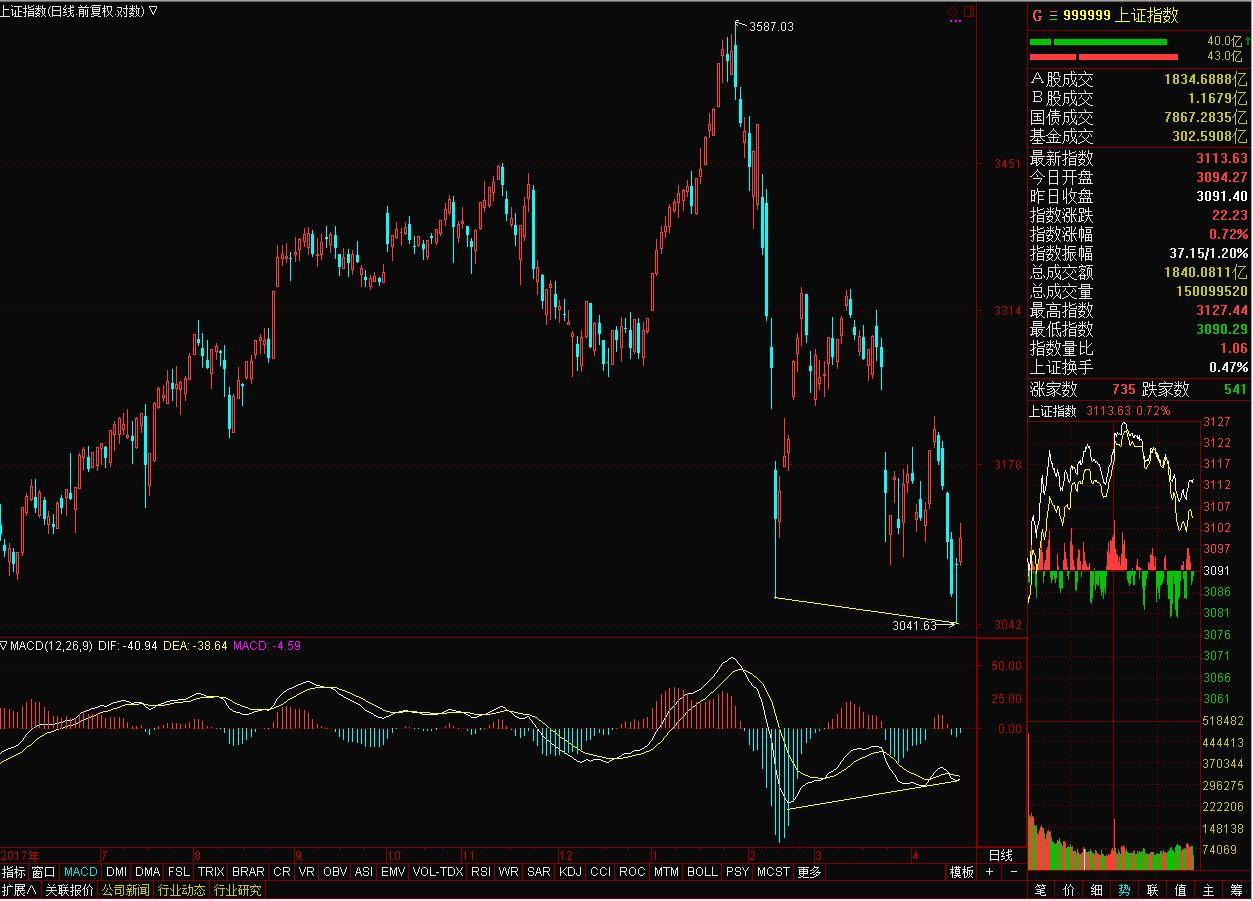 上证指数(日线.前复权.对数)▽
3587.03
3451
3314
3178
3042
3041.63
▽MACD(12,26,9) DIF: -40.94 DEA: -38.64 MACD: -4.59
50.00
25.00
0.00
2017年 7 8 9 10 11 12 1 2 3 4 日线
指标 窗口 MACD DMI DMA FSL TRIX BRAR CR VR OBV ASI EMV VOL-TDX RSI WR SAR KDJ CCI ROC MTM BOLL PSY MCST 更多 模板 + -
扩展∧ 关联报价 公司新闻 行业动态 行业研究
G Ξ 999999 上证指数
40.0亿↑
43.0亿
A股成交 1834.6888亿
B股成交 1.1679亿
国债成交 7867.2835亿
基金成交 302.5908亿
最新指数 3113.63
今日开盘 3094.27
昨日收盘 3091.40
指数涨跌 22.23
指数涨幅 0.72%
指数振幅 37.15/1.20%
总成交额 1840.0811亿
总成交量 150099520
最高指数 3127.44
最低指数 3090.29
指数量比 1.06
上证换手 0.47%
涨家数 735 跌家数 541
上证指数 3113.63 0.72%
3127
3122
3117
3112
3107
3102
3097
3091
3086
3081
3076
3071
3066
3061
518482
444413
370344
296275
222206
148138
74069
笔 价 细 势 联 值 主 筹